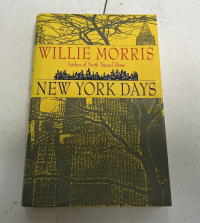 WILLIE MORRIS
Author of North Toward Home
NEW YORK DAYS